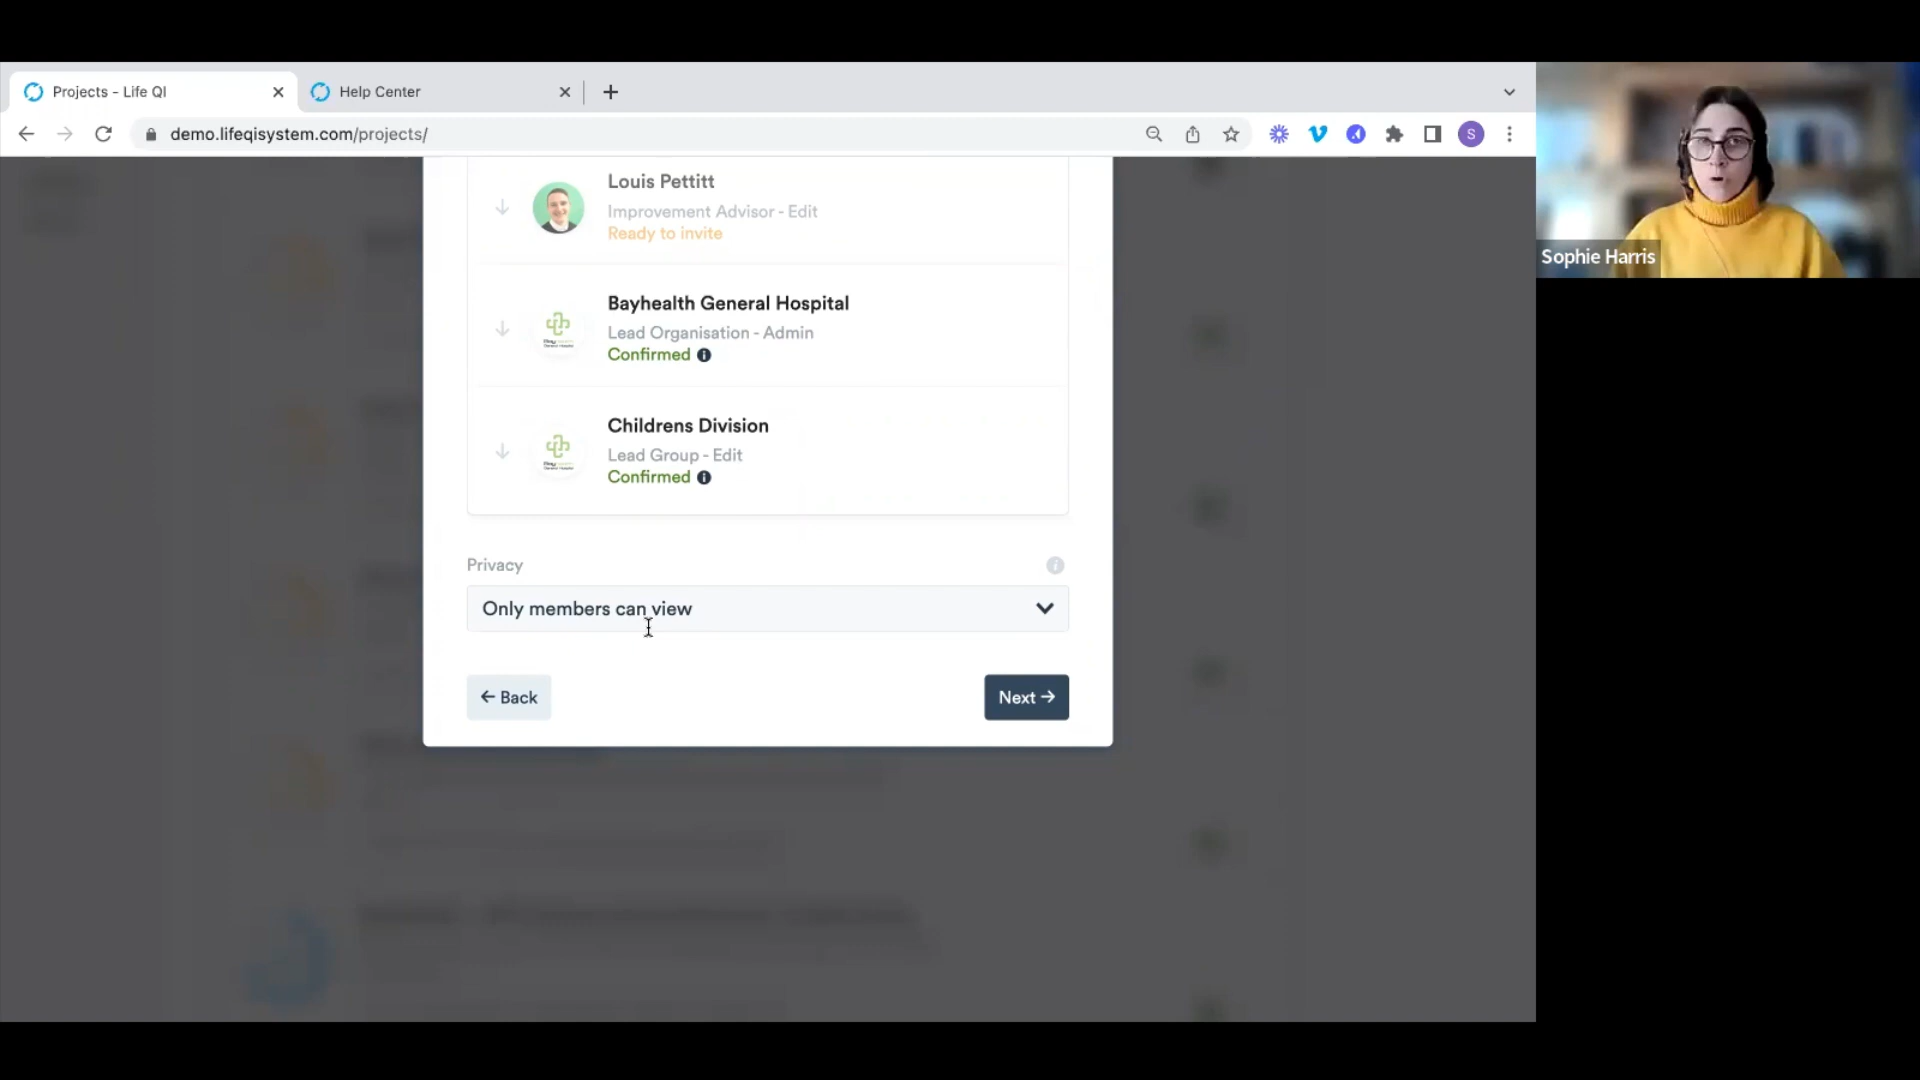 Projects - Life QI
Help Center
demo.lifeqisystem.com/projects/
S
Sophie Harris
Louis Pettitt
Improvement Advisor - Edit
Ready to invite
Bayhealth General Hospital
Lead Organisation - Admin
Confirmed
Childrens Division
Lead Group - Edit
Confirmed
Privacy
Only members can view
← Back
Next →